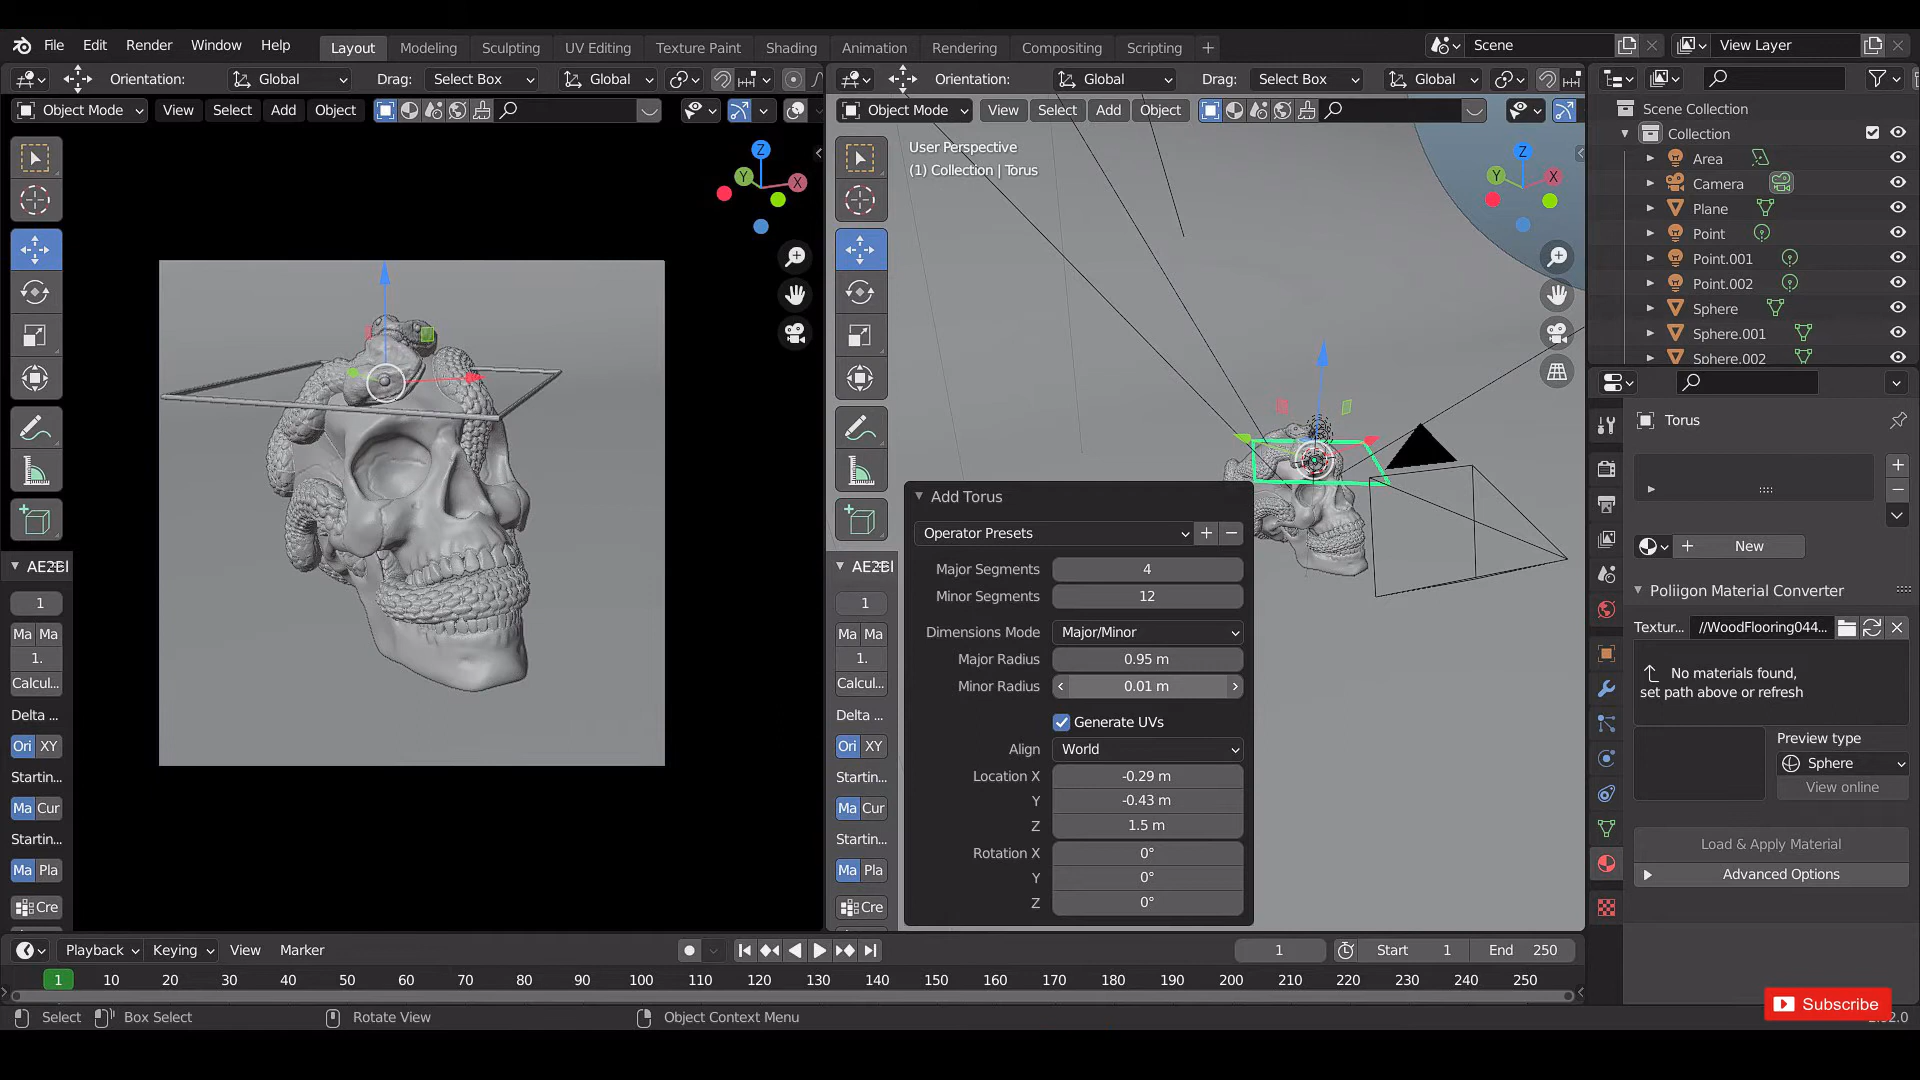 File Edit Render Window Help Layout Modeling Sculpting UV Editing Texture Paint Shading Animation Rendering Compositing Scripting + Scene View Layer
Orientation: Global Drag: Select Box Global Orientation: Global Drag: Select Box Global
Object Mode View Select Add Object Object Mode View Select Add Object
Scene Collection
Collection
Area
Camera
Plane
Point
Point.001
Point.002
Sphere
Sphere.001
Sphere.002
Z
Y
X
User Perspective
(1) Collection | Torus
Z
Y
X
Torus
New
Poliigon Material Converter
Textur... //WoodFlooring044...
No materials found,
set path above or refresh
Preview type
Sphere
View online
Load & Apply Material
Advanced Options
1
Ma Ma
1.
Calcul...
Delta ...
Ori XY
Startin...
Ma Cur
Startin...
Ma Pla
Cre
1
Ma Ma
1.
Calcul...
Delta ...
Ori XY
Startin...
Ma Cur
Startin...
Ma Pla
Cre
Add Torus
Operator Presets
Major Segments 4
Minor Segments 12
Dimensions Mode Major/Minor
Major Radius 0.95 m
Minor Radius 0.01 m
Generate UVs
Align World
Location X -0.29 m
Y -0.43 m
Z 1.5 m
Rotation X 0°
Y 0°
Z 0°
Playback Keying View Marker 1 Start 1 End 250
1 10 20 30 40 50 60 70 80 90 100 110 120 130 140 150 160 170 180 190 200 210 220 230 240 250
Select Box Select Rotate View Object Context Menu
Subscribe